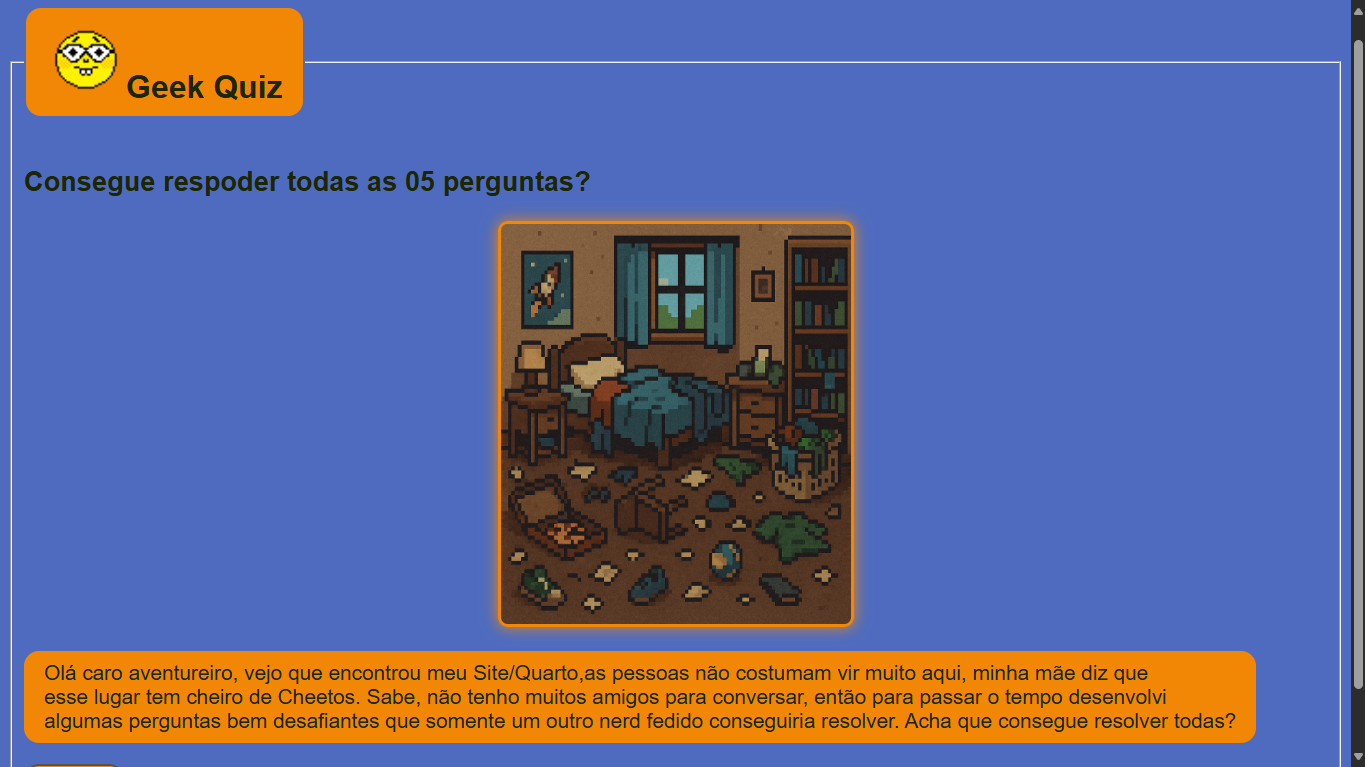 Geek Quiz
Consegue respoder todas as 05 perguntas?
Olá caro aventureiro, vejo que encontrou meu Site/Quarto,as pessoas não costumam vir muito aqui, minha mãe diz que
esse lugar tem cheiro de Cheetos. Sabe, não tenho muitos amigos para conversar, então para passar o tempo desenvolvi
algumas perguntas bem desafiantes que somente um outro nerd fedido conseguiria resolver. Acha que consegue resolver todas?